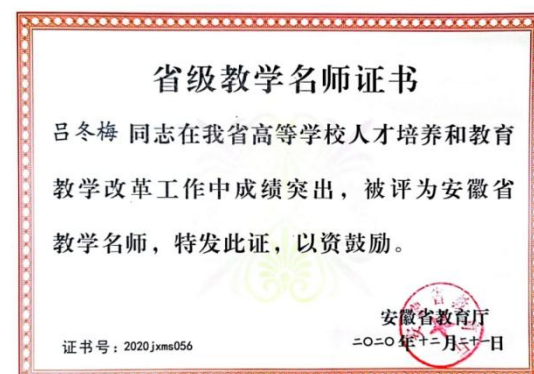 省级教学名师证书
吕冬梅 同志在我省高等学校人才培养和教育
教学改革工作中成绩突出，被评为安徽省
教学名师，特发此证，以资鼓励。
安徽省教育厅
二〇二〇年十二月二十一日
证书号：2020jxms056